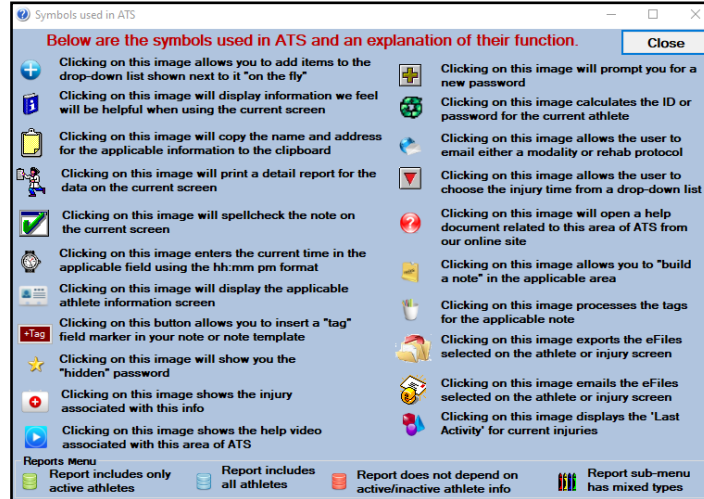 Symbols used in ATS
Below are the symbols used in ATS and an explanation of their function.
Close
Clicking on this image allows you to add items to the
drop-down list shown next to it "on the fly"
Clicking on this image will display information we feel
will be helpful when using the current screen
Clicking on this image will copy the name and address
for the applicable information to the clipboard
Clicking on this image will print a detail report for the
data on the current screen
Clicking on this image will spellcheck the note on
the current screen
Clicking on this image enters the current time in the
applicable field using the hh:mm pm format
Clicking on this image will display the applicable
athlete information screen
+Tag
Clicking on this button allows you to insert a "tag"
field marker in your note or note template
Clicking on this image will show you the
"hidden" password
Clicking on this image shows the injury
associated with this info
Clicking on this image shows the help video
associated with this area of ATS
Clicking on this image will prompt you for a
new password
Clicking on this image calculates the ID or
password for the current athlete
Clicking on this image allows the user to
email either a modality or rehab protocol
Clicking on this image allows the user to
choose the injury time from a drop-down list
Clicking on this image will open a help
document related to this area of ATS from
our online site
Clicking on this image allows you to "build
a note" in the applicable area
Clicking on this image processes the tags
for the applicable note
Clicking on this image exports the eFiles
selected on the athlete or injury screen
Clicking on this image emails the eFiles
selected on the athlete or injury screen
Clicking on this image displays the 'Last
Activity' for current injuries
Reports Menu
Report includes only
active athletes
Report includes
all athletes
Report does not depend on
active/inactive athlete info
Report sub-menu
has mixed types